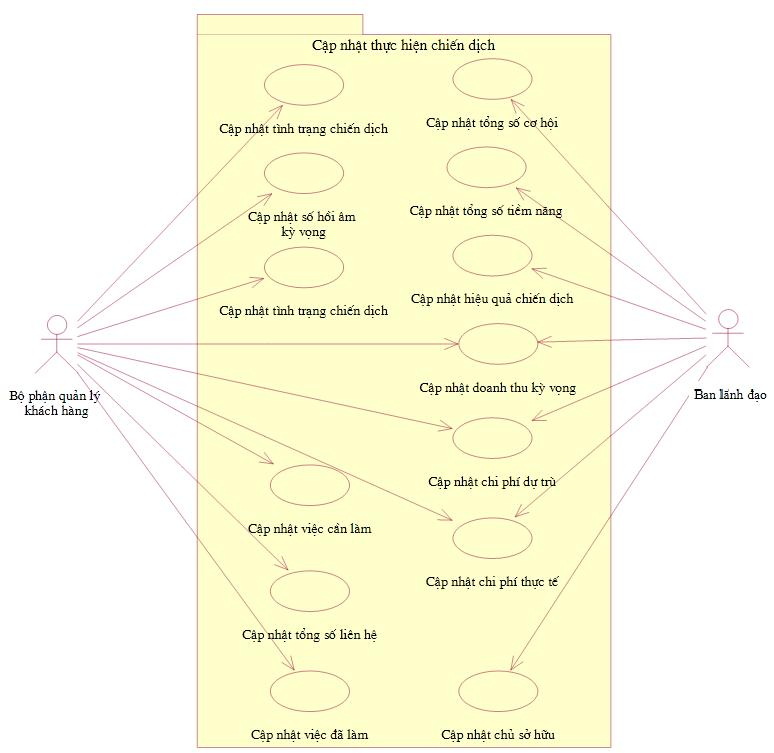 Cập nhật thực hiện chiến dịch
Cập nhật tình trạng chiến dịch
Cập nhật tổng số cơ hội
Cập nhật số hồi âm
kỳ vọng
Cập nhật tổng số tiềm năng
Cập nhật tình trạng chiến dịch
Cập nhật hiệu quả chiến dịch
Bộ phận quản lý
khách hàng
Ban lãnh đạo
Cập nhật doanh thu kỳ vọng
Cập nhật chi phí dự trù
Cập nhật việc cần làm
Cập nhật chi phí thực tế
Cập nhật tổng số liên hệ
Cập nhật việc đã làm
Cập nhật chủ sở hữu